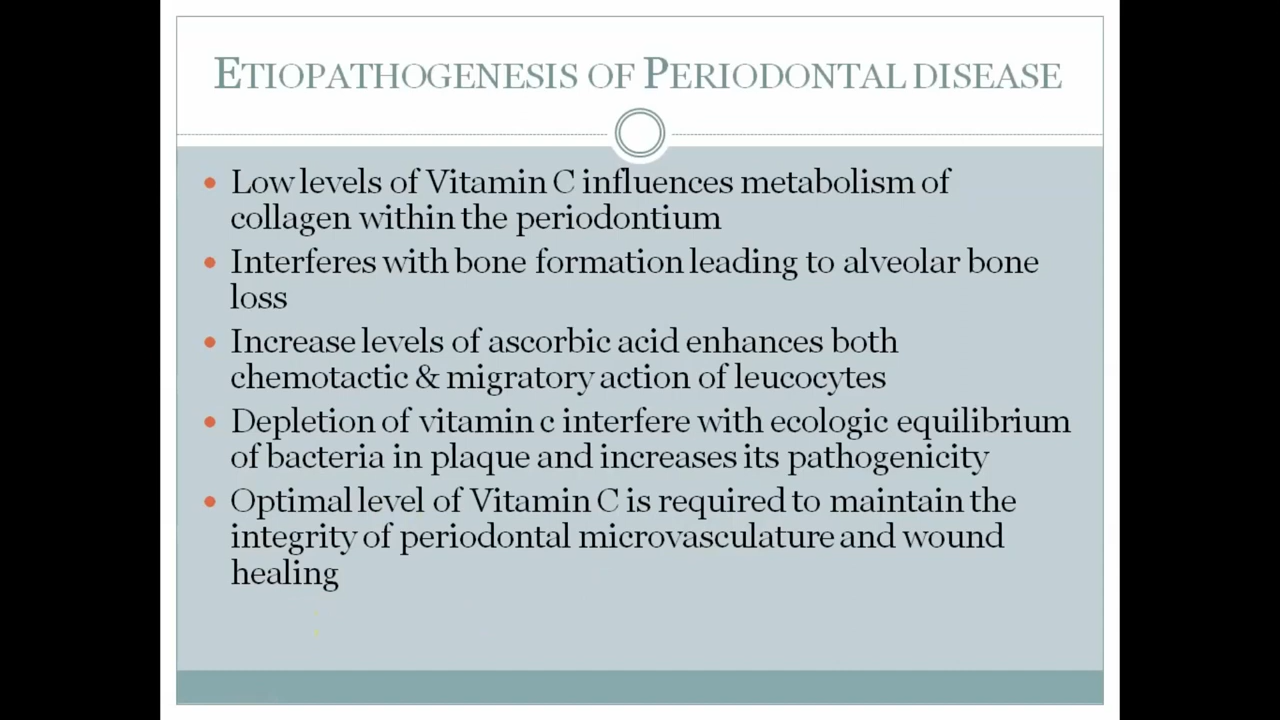 ETIOPATHOGENESIS OF PERIODONTAL DISEASE
Low levels of Vitamin C influences metabolism of
collagen within the periodontium
Interferes with bone formation leading to alveolar bone
loss
Increase levels of ascorbic acid enhances both
chemotactic & migratory action of leucocytes
Depletion of vitamin c interfere with ecologic equilibrium
of bacteria in plaque and increases its pathogenicity
Optimal level of Vitamin C is required to maintain the
integrity of periodontal microvasculature and wound
healing